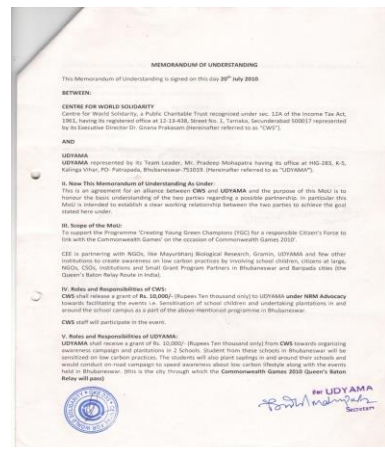 MEMORANDUM OF UNDERSTANDING
This Memorandum of Understanding is signed on this day 20th July 2010.
BETWEEN:
CENTRE FOR WORLD SOLIDARITY
Centre for World Solidarity, a Public Charitable Trust recognized under sec. 12A of the Income Tax Act,
1961, having its registered office at 12-13-438, Street No. 1, Tarnaka, Secunderabad 500017 represented
by its Executive Director Dr. Gnana Prakasam (Hereinafter referred to as "CWS").
AND
UDYAMA
UDYAMA represented by its Team Leader, Mr. Pradeep Mohapatra having its office at HIG-283, K-5,
Kalinga Vihar, PO- Patrapada, Bhubaneswar-751019. (Hereinafter referred to as "UDYAMA").
II. Now This Memorandum of Understanding As Under:
This is an agreement for an alliance between CWS and UDYAMA and the purpose of this MoU is to
honour the basic understanding of the two parties regarding a possible partnership. In particular this
MoU is intended to establish a clear working relationship between the two parties to achieve the goal
stated here under.
III. Scope of the MoU:
To support the Programme 'Creating Young Green Champions (YGC) for a responsible Citizen's Force to
link with the Commonwealth Games' on the occasion of Commonwealth Games 2010'.
CEE is partnering with NGOs, like Mayurbhanj Biological Research, Gramin, UDYAMA and few other
institutions to create awareness on low carbon practices by involving school children, citizens at large,
NGOs, CSOs, Institutions and Small Grant Program Partners in Bhubaneswar and Baripada cities (the
Queen's Baton Relay Route in India).
IV. Roles and Responsibilities of CWS:
CWS shall release a grant of Rs. 10,000/- (Rupees Ten thousand only) to UDYAMA under NRM Advocacy
towards facilitating the events i.e. Sensitization of school children and undertaking plantations in and
around the school campus as a part of the above-mentioned programme in Bhubaneswar.
CWS staff will participate in the event.
V. Roles and Responsibilities of UDYAMA:
UDYAMA shall receive a grant of Rs. 10,000/- (Rupees Ten thousand only) from CWS towards organizing
awareness campaign and plantations in 2 Schools. Student from these schools in Bhubaneswar will be
sensitized on low carbon practices. The students will also plant saplings in and around their schools and
would conduct on-road campaign to speed awareness about low carbon lifestyle along with the events
held in Bhubaneswar. (this is the city through which the Commonwealth Games 2010 Queen's Baton
Relay will pass)
For UDYAMA
Secretary